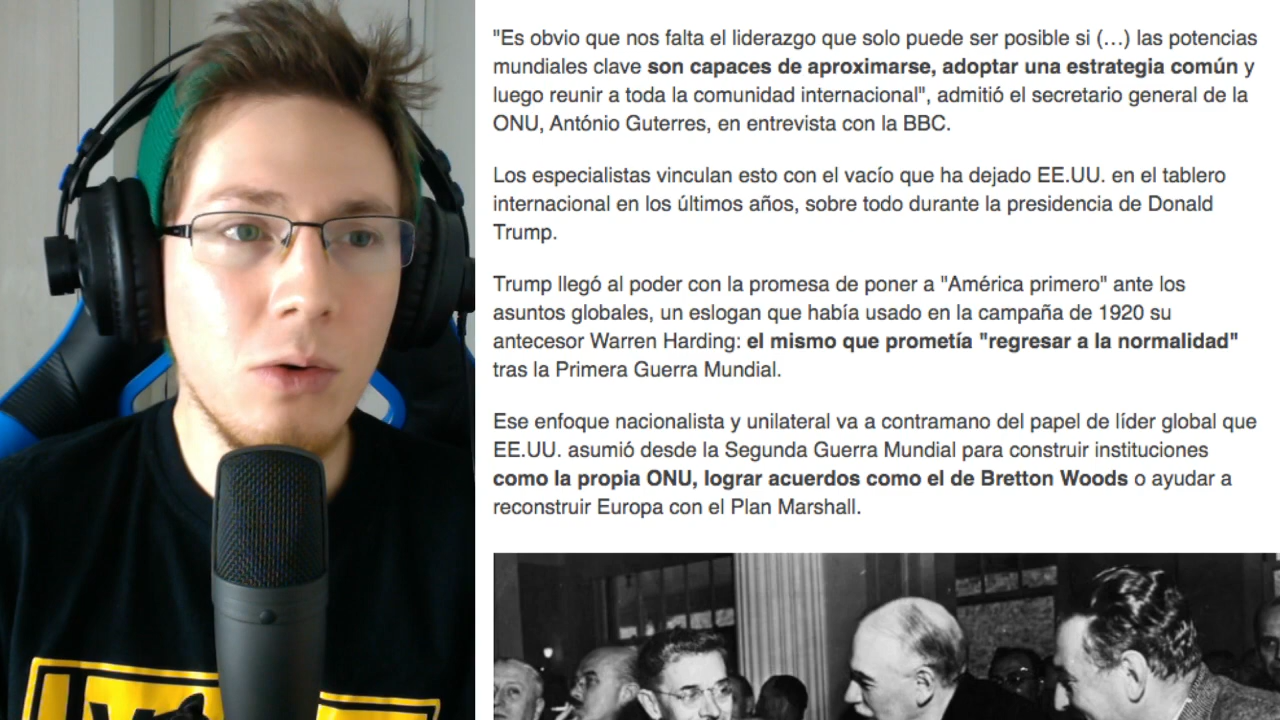 "Es obvio que nos falta el liderazgo que solo puede ser posible si (…) las potencias
mundiales clave son capaces de aproximarse, adoptar una estrategia común y
luego reunir a toda la comunidad internacional", admitió el secretario general de la
ONU, António Guterres, en entrevista con la BBC.
Los especialistas vinculan esto con el vacío que ha dejado EE.UU. en el tablero
internacional en los últimos años, sobre todo durante la presidencia de Donald
Trump.
Trump llegó al poder con la promesa de poner a "América primero" ante los
asuntos globales, un eslogan que había usado en la campaña de 1920 su
antecesor Warren Harding: el mismo que prometía "regresar a la normalidad"
tras la Primera Guerra Mundial.
Ese enfoque nacionalista y unilateral va a contramano del papel de líder global que
EE.UU. asumió desde la Segunda Guerra Mundial para construir instituciones
como la propia ONU, lograr acuerdos como el de Bretton Woods o ayudar a
reconstruir Europa con el Plan Marshall.